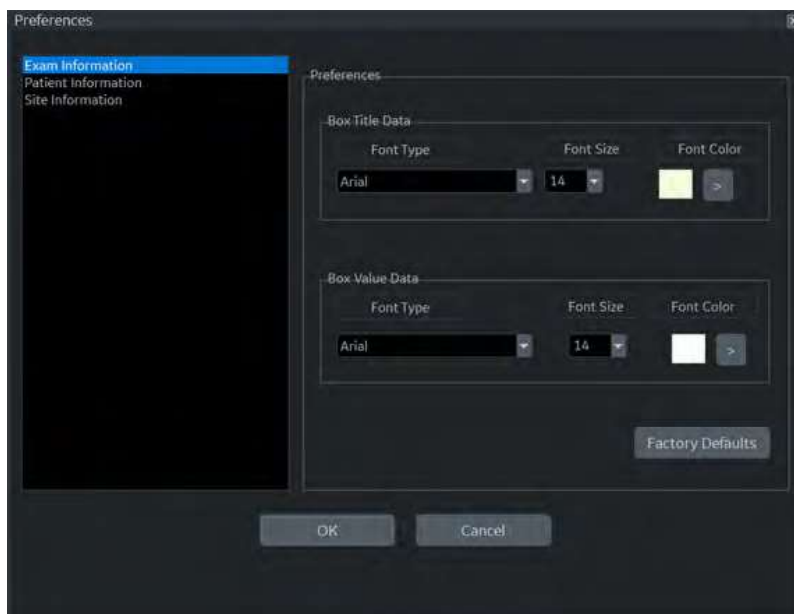 Preferences
Exam Information
Patient Information
Site Information
Preferences
Box Title Data
Font Type Font Size Font Color
Arial 14 >
Box Value Data
Font Type Font Size Font Color
Arial 14 >
Factory Defaults
OK Cancel